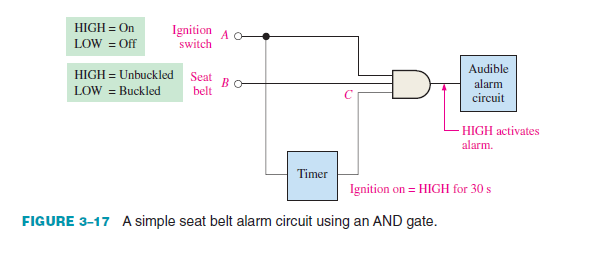 HIGH = On
LOW = Off
Ignition
switch
A
HIGH = Unbuckled
LOW = Buckled
Seat
belt
B
C
Audible
alarm
circuit
HIGH activates
alarm.
Timer
Ignition on = HIGH for 30 s
FIGURE 3–17 A simple seat belt alarm circuit using an AND gate.